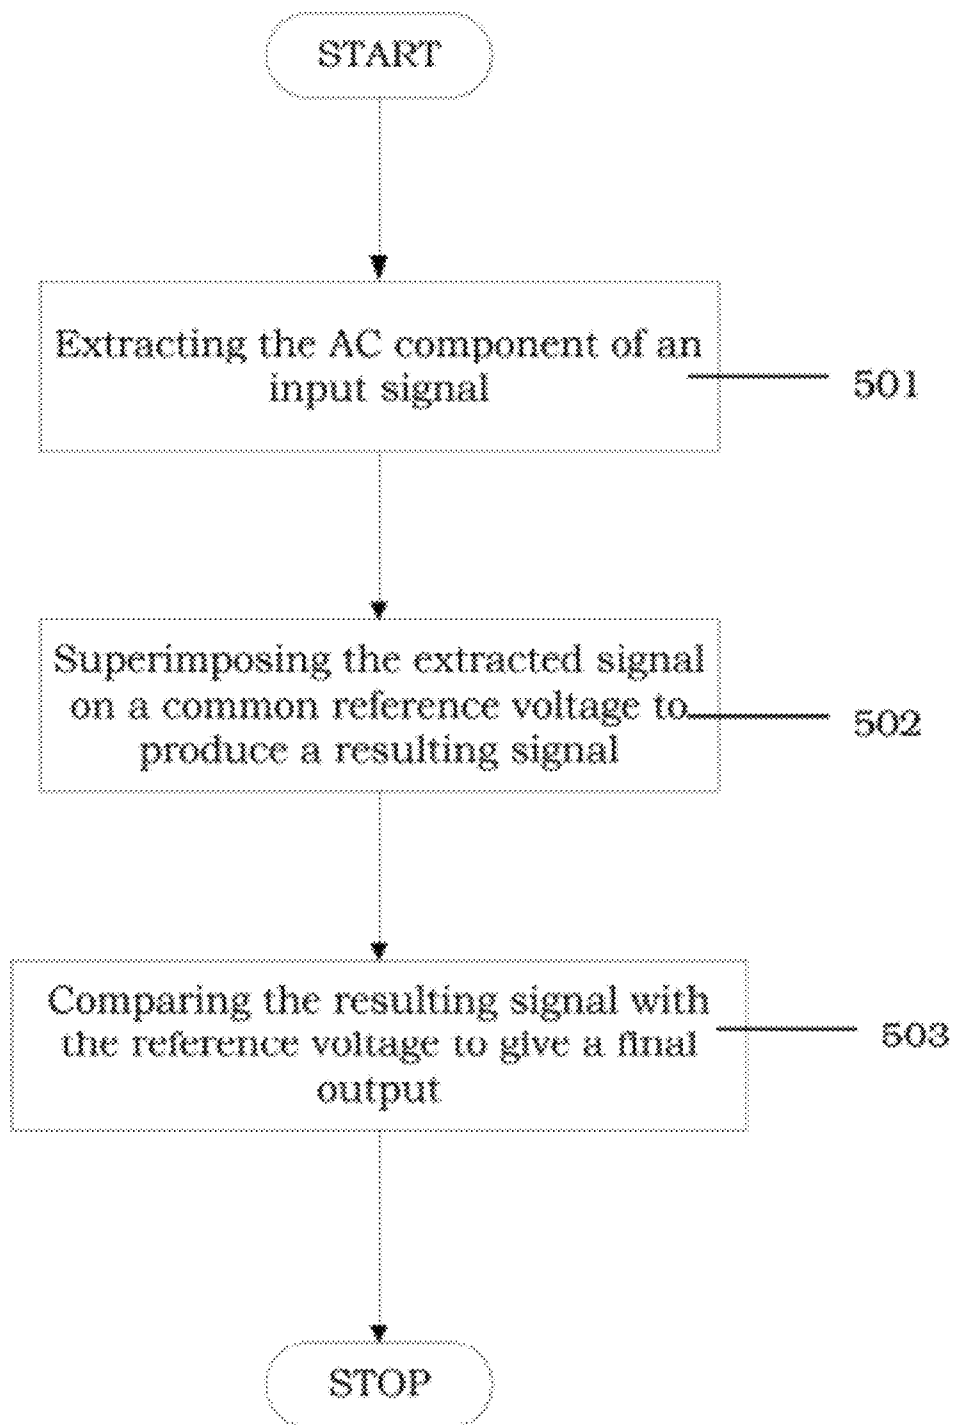 START
Extracting the AC component of an
input signal
501
Superimposing the extracted signal
on a common reference voltage to
produce a resulting signal
502
Comparing the resulting signal with
the reference voltage to give a final
output
503
STOP